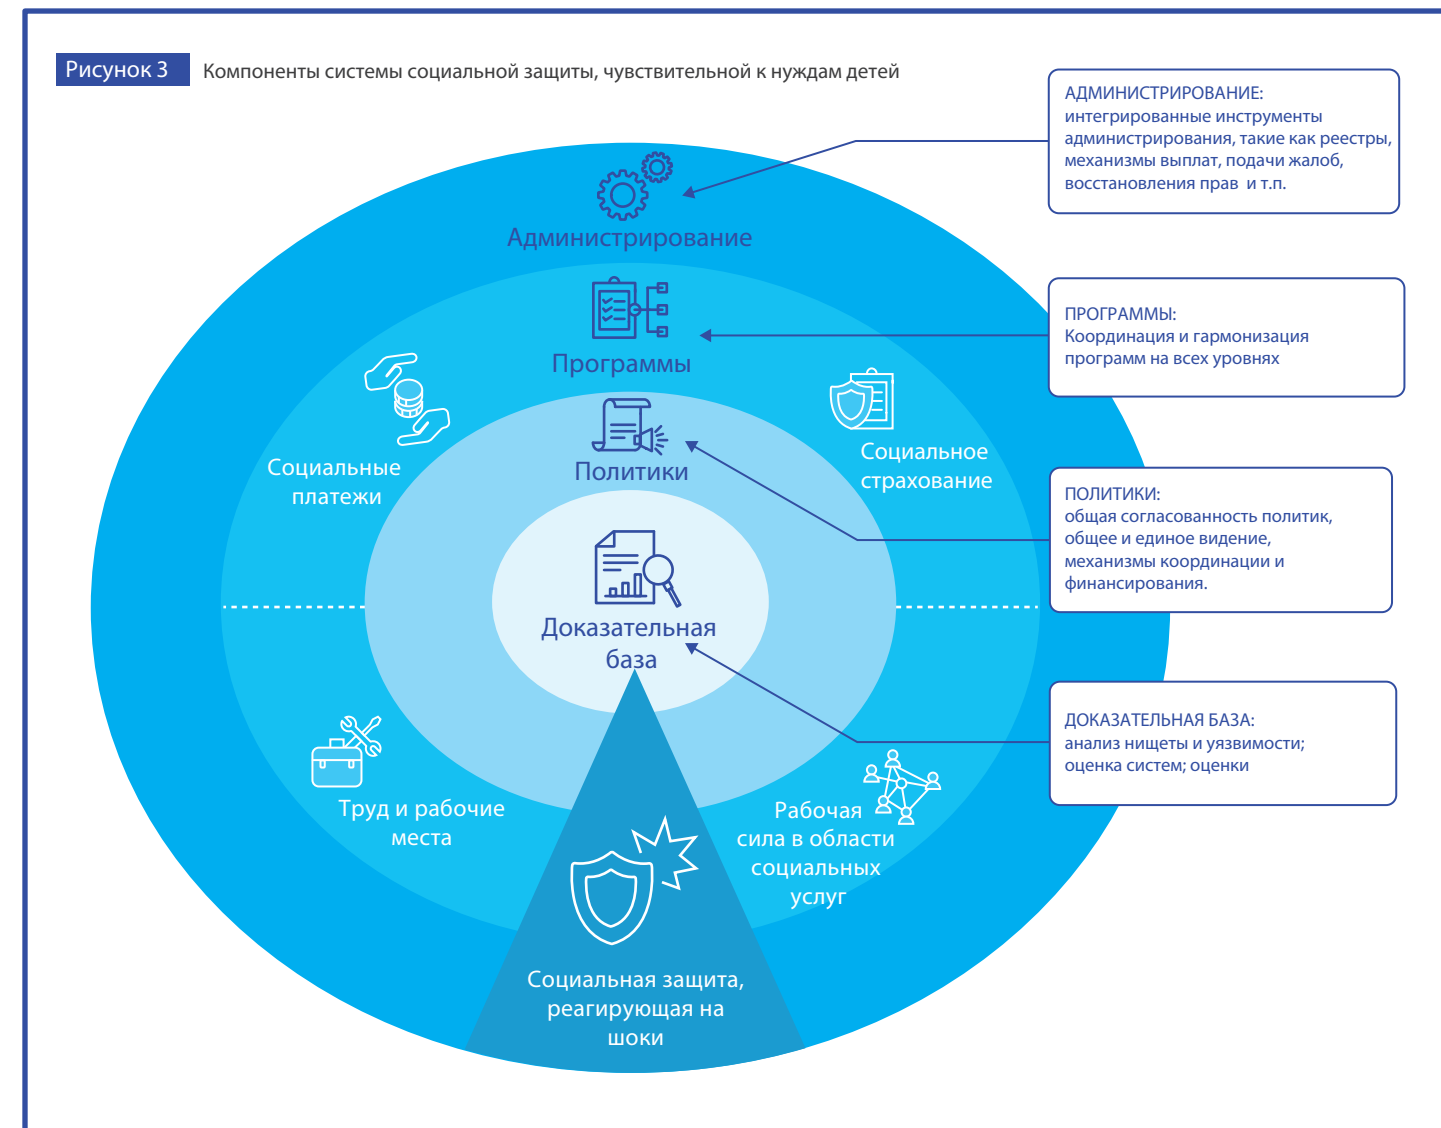 Рисунок 3
Компоненты системы социальной защиты, чувствительной к нуждам детей
АДМИНИСТРИРОВАНИЕ:
интегрированные инструменты
администрирования, такие как реестры,
механизмы выплат, подачи жалоб,
восстановления прав и т.п.
Администрирование
Программы
ПРОГРАММЫ:
Координация и гармонизация
программ на всех уровнях
Социальные
платежи
Политики
Социальное
страхование
ПОЛИТИКИ:
общая согласованность политик,
общее и единое видение,
механизмы координации и
финансирования.
Доказательная
база
ДОКАЗАТЕЛЬНАЯ БАЗА:
анализ нищеты и уязвимости;
оценка систем; оценки
Труд и рабочие
места
Рабочая
сила в области
социальных
услуг
Социальная защита,
реагирующая на
шоки